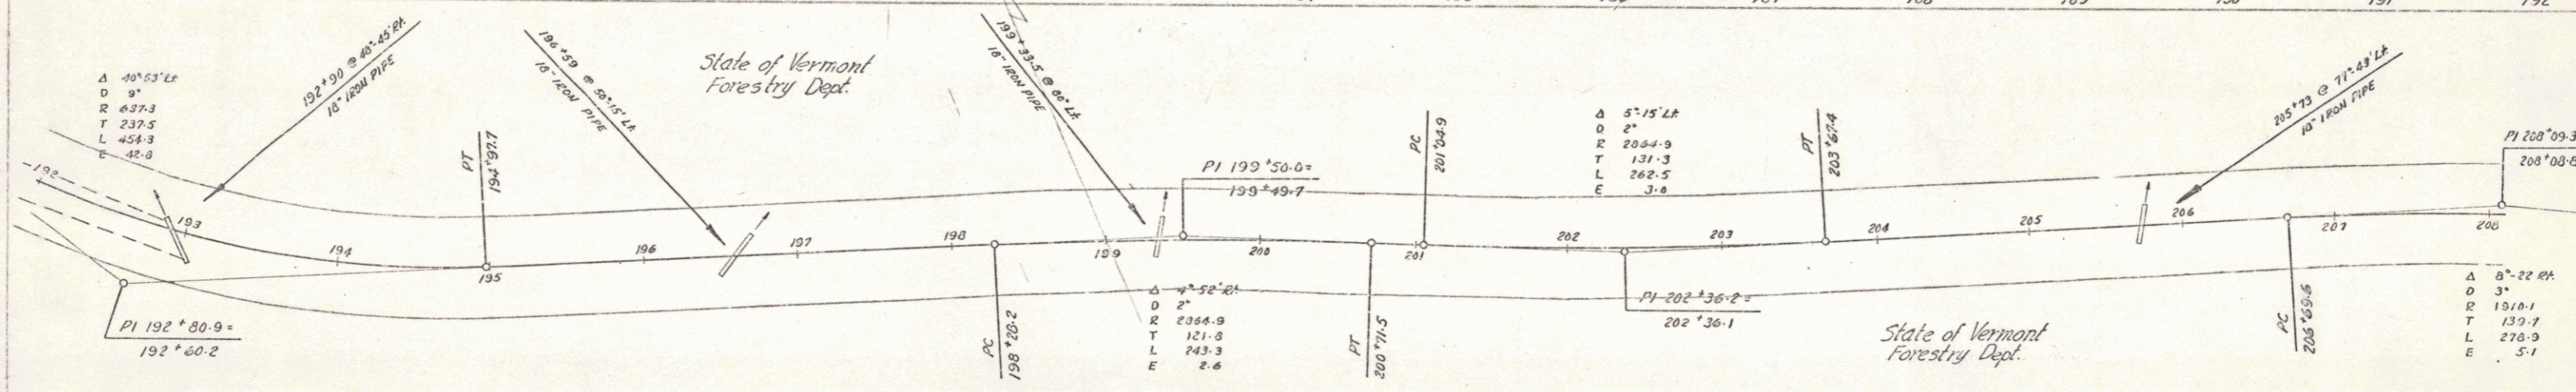 192
Δ 40°-53' Lt.
D 9°
R 637.3
T 237.5
L 454.3
E 42.8
192+90 @ 48°-45' Rt.
18" IRON PIPE
196+59 @ 50°-15' Lt.
18" IRON PIPE
State of Vermont
Forestry Dept.
199+33.5 @ 80° Lt.
18" IRON PIPE
PT
194+97.7
PI 199+50.0=
199+49.7
PC
201+04.9
Δ 5°-15' Lt.
D 2°
R 2864.9
T 131.3
L 262.5
E 3.0
PT
203+67.4
205+73 @ 77°-43' Lt.
18" IRON PIPE
PI 208+09.3
208+08.8
192
193
194
195
196
197
198
199
200
201
202
203
204
205
206
207
208
PI 192+80.9=
192+60.2
PC
198+28.2
Δ 4°-52' Rt.
D 2°
R 2864.9
T 121.8
L 243.3
E 2.6
PT
200+71.5
PI 202+36.2=
202+36.1
State of Vermont
Forestry Dept.
PC
206+69.6
Δ 8°-22 Rt.
D 3°
R 1910.1
T 139.7
L 278.9
E 5.1